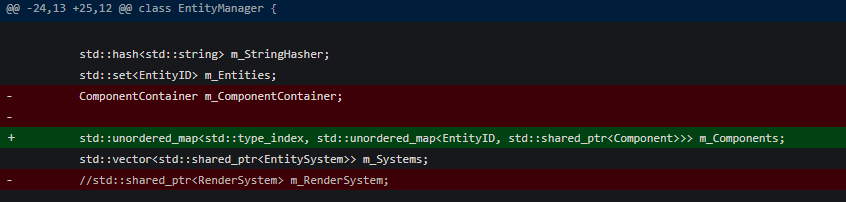 @@ -24,13 +25,12 @@ class EntityManager {
std::hash<std::string> m_StringHasher;
std::set<EntityID> m_Entities;
- ComponentContainer m_ComponentContainer;
-
+ std::unordered_map<std::type_index, std::unordered_map<EntityID, std::shared_ptr<Component>>> m_Components;
std::vector<std::shared_ptr<EntitySystem>> m_Systems;
- //std::shared_ptr<RenderSystem> m_RenderSystem;